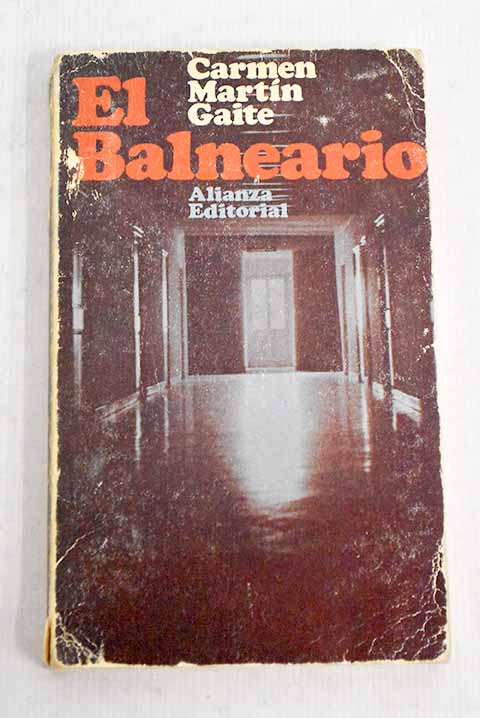 Carmen
Martín
Gaite
El
Balneario
Alianza
Editorial